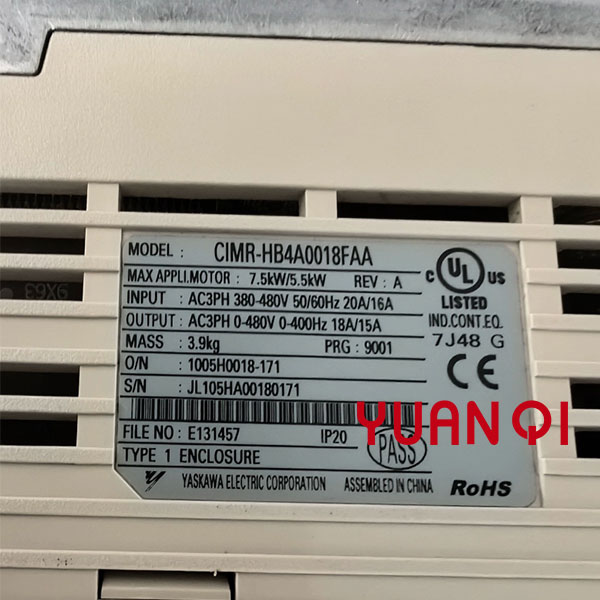 MODEL: CIMR-HB4A0018FAA
MAX APPLI.MOTOR : 7.5kW/5.5kW REV : A
INPUT : AC3PH 380-480V 50/60Hz 20A/16A
OUTPUT : AC3PH 0-480V 0-400Hz 18A/15A
MASS : 3.9kg PRG : 9001
O/N : 1005H0018-171
S/N : JL105HA00180171
FILE NO : E131457 IP20
TYPE 1 ENCLOSURE
YASKAWA ELECTRIC CORPORATION ASSEMBLED IN CHINA
C UL US
LISTED
IND.CONT.EQ.
7J48 G
CE
PASS
RoHS
YUANQI